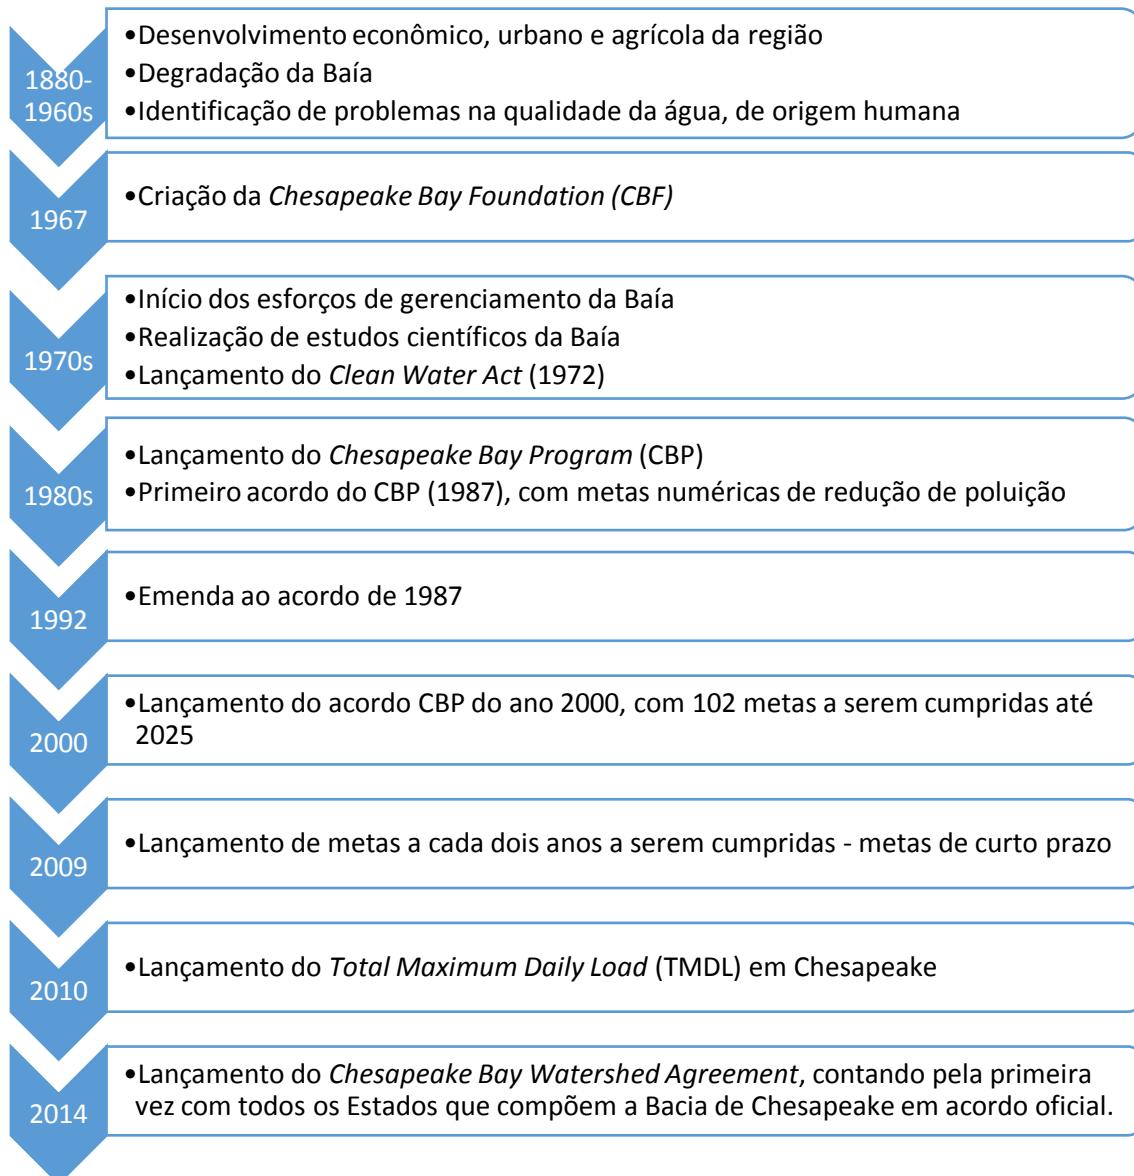 1880-
1960s
•Desenvolvimento econômico, urbano e agrícola da região
•Degradação da Baía
•Identificação de problemas na qualidade da água, de origem humana
1967
•Criação da Chesapeake Bay Foundation (CBF)
1970s
•Início dos esforços de gerenciamento da Baía
•Realização de estudos científicos da Baía
•Lançamento do Clean Water Act (1972)
1980s
•Lançamento do Chesapeake Bay Program (CBP)
•Primeiro acordo do CBP (1987), com metas numéricas de redução de poluição
1992
•Emenda ao acordo de 1987
2000
•Lançamento do acordo CBP do ano 2000, com 102 metas a serem cumpridas até
2025
2009
•Lançamento de metas a cada dois anos a serem cumpridas - metas de curto prazo
2010
•Lançamento do Total Maximum Daily Load (TMDL) em Chesapeake
2014
•Lançamento do Chesapeake Bay Watershed Agreement, contando pela primeira
vez com todos os Estados que compõem a Bacia de Chesapeake em acordo oficial.